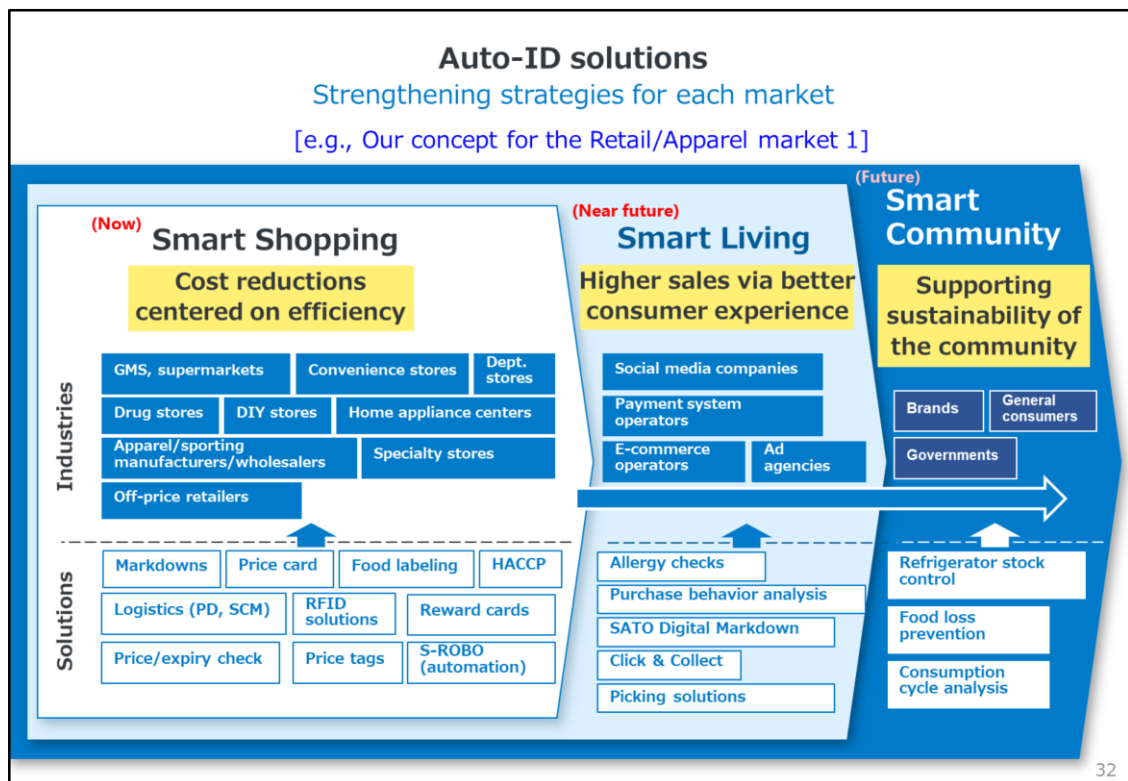 Auto-ID solutions
Strengthening strategies for each market
[e.g., Our concept for the Retail/Apparel market 1]
(Now)
Smart Shopping
Cost reductions
centered on efficiency
(Near future)
Smart Living
Higher sales via better
consumer experience
(Future)
Smart
Community
Supporting
sustainability of
the community
Industries
GMS, supermarkets
Convenience stores
Dept.
stores
Drug stores
DIY stores
Home appliance centers
Apparel/sporting
manufacturers/wholesalers
Specialty stores
Off-price retailers
Social media companies
Payment system
operators
E-commerce
operators
Ad
agencies
Brands
General
consumers
Governments
Solutions
Markdowns
Price card
Food labeling
HACCP
Logistics (PD, SCM)
RFID
solutions
Reward cards
Price/expiry check
Price tags
S-ROBO
(automation)
Allergy checks
Purchase behavior analysis
SATO Digital Markdown
Click & Collect
Picking solutions
Refrigerator stock
control
Food loss
prevention
Consumption
cycle analysis
32